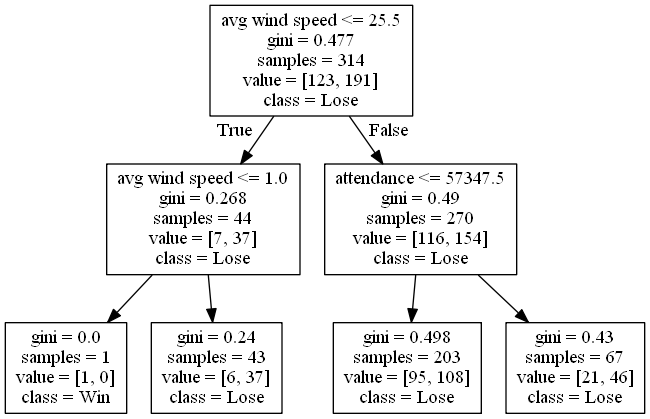 avg wind speed <= 25.5
gini = 0.477
samples = 314
value = [123, 191]
class = Lose
True
False
avg wind speed <= 1.0
gini = 0.268
samples = 44
value = [7, 37]
class = Lose
attendance <= 57347.5
gini = 0.49
samples = 270
value = [116, 154]
class = Lose
gini = 0.0
samples = 1
value = [1, 0]
class = Win
gini = 0.24
samples = 43
value = [6, 37]
class = Lose
gini = 0.498
samples = 203
value = [95, 108]
class = Lose
gini = 0.43
samples = 67
value = [21, 46]
class = Lose